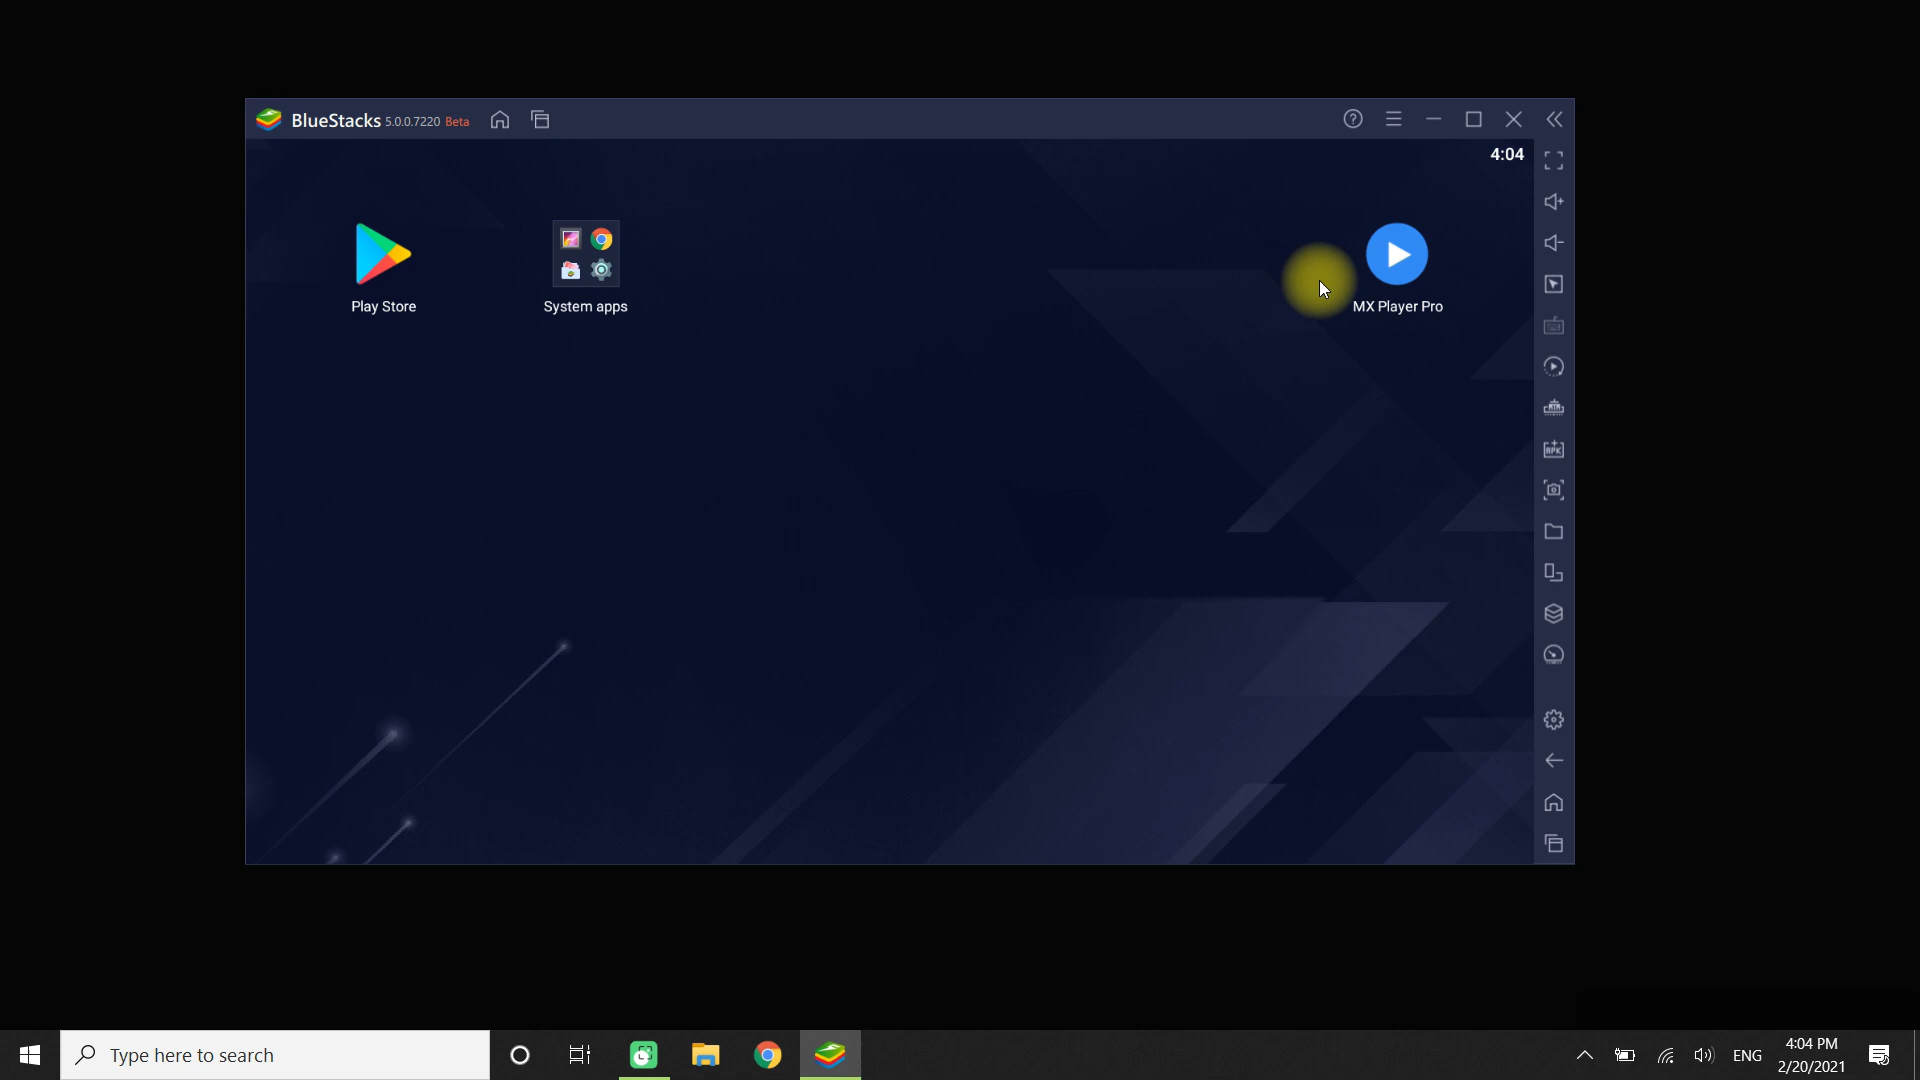 BlueStacks 5.0.0.7220 Beta
4:04
Play Store
System apps
MX Player Pro
APK
Type here to search
ENG
4:04 PM
2/20/2021